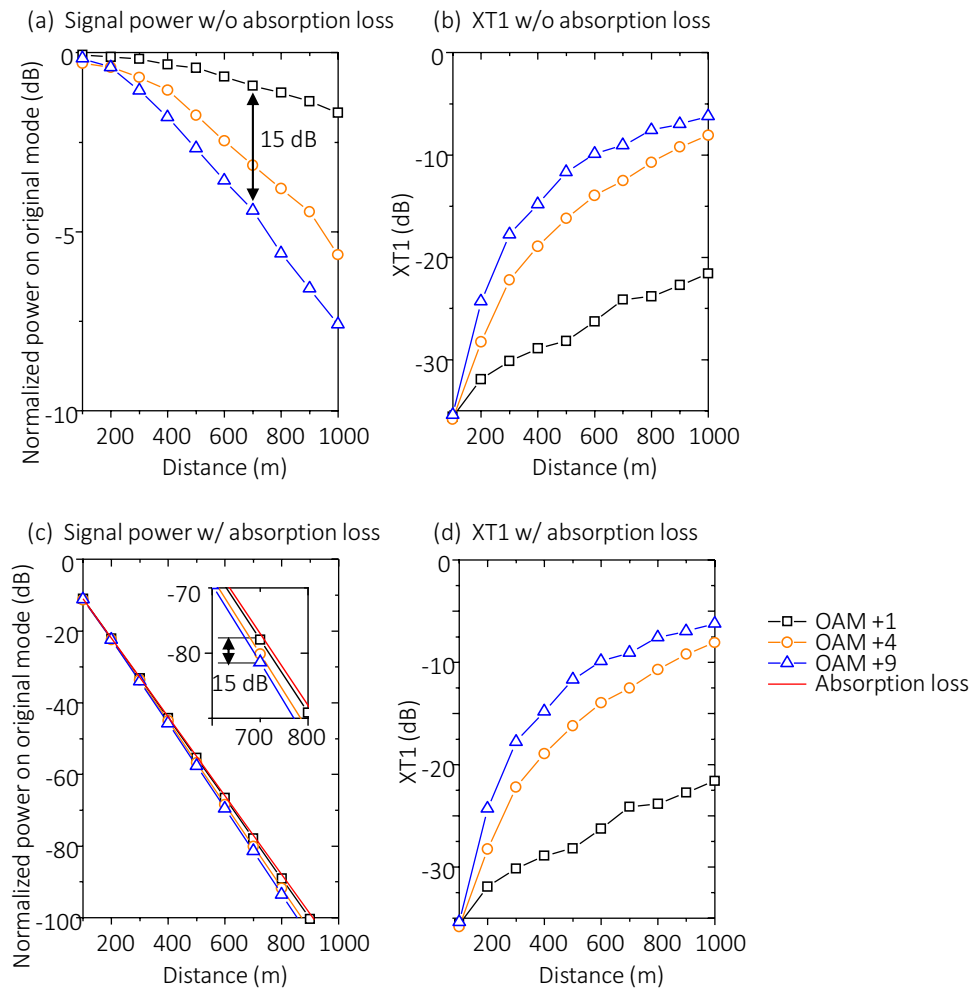 (a) Signal power w/o absorption loss
Normalized power on original mode (dB)
0
-5
-10
15 dB
200 400 600 800 1000
Distance (m)
(b) XT1 w/o absorption loss
XT1 (dB)
0
-10
-20
-30
200 400 600 800 1000
Distance (m)
(c) Signal power w/ absorption loss
Normalized power on original mode (dB)
0
-20
-40
-60
-80
-100
-70
-80
15 dB
700 800
200 400 600 800 1000
Distance (m)
(d) XT1 w/ absorption loss
XT1 (dB)
0
-10
-20
-30
200 400 600 800 1000
Distance (m)
OAM +1
OAM +4
OAM +9
Absorption loss